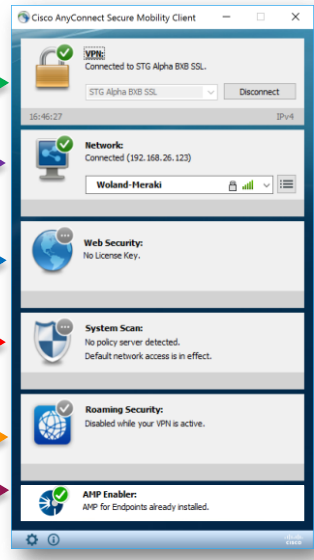 Cisco AnyConnect Secure Mobility Client
VPN:
Connected to STG Alpha BXB SSL.
STG Alpha BXB SSL
Disconnect
16:46:27
IPv4
Network:
Connected (192.168.26.123)
Woland-Meraki
Web Security:
No License Key.
System Scan:
No policy server detected.
Default network access is in effect.
Roaming Security:
Disabled while your VPN is active.
AMP Enabler:
AMP for Endpoints already installed.
CISCO